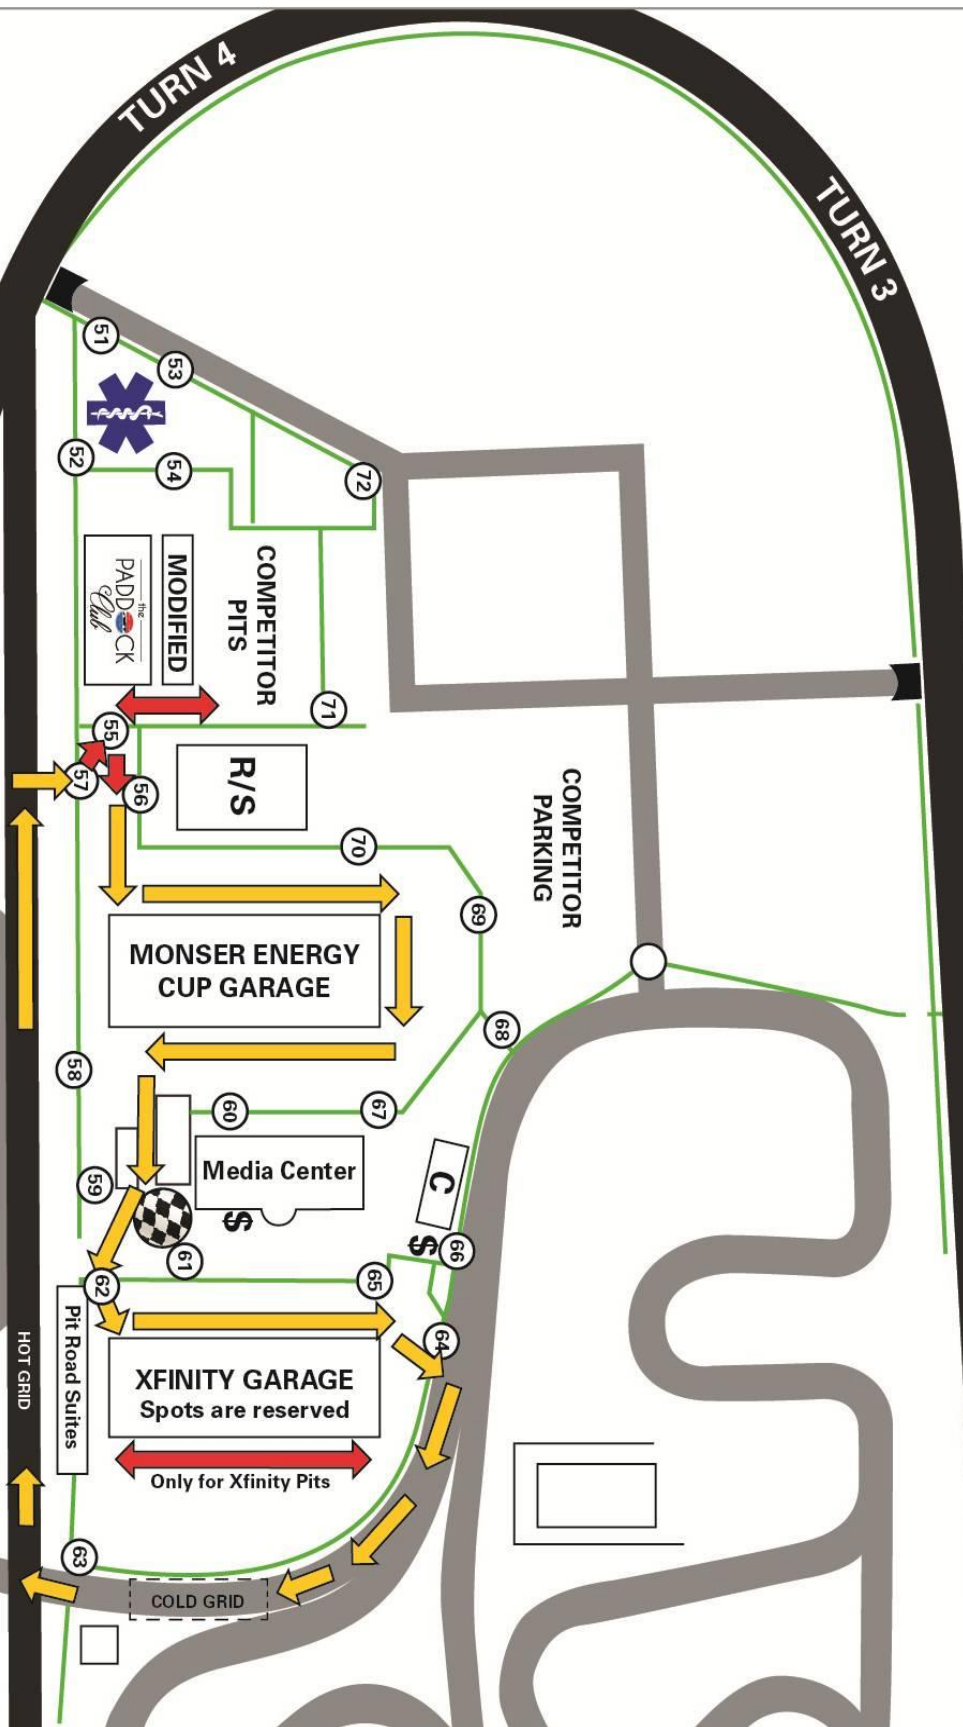 TURN 4
TURN 3
51
53
52
54
72
the
PADDOCK
Club
MODIFIED
COMPETITOR
PITS
71
55
57
56
R/S
70
COMPETITOR
PARKING
69
MONSER ENERGY
CUP GARAGE
68
58
60
67
Media Center
$
C
$
59
61
66
62
65
64
Pit Road Suites
XFINITY GARAGE
Spots are reserved
Only for Xfinity Pits
HOT GRID
63
COLD GRID